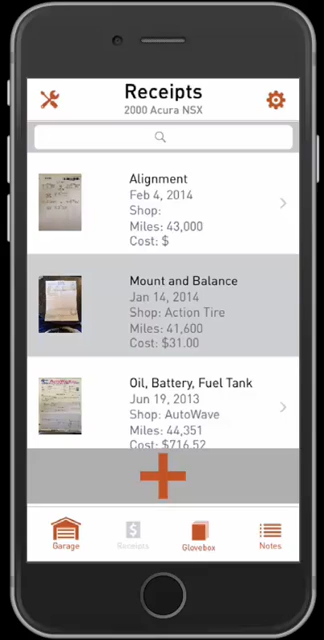 Receipts
2000 Acura NSX
Alignment
Feb 4, 2014
Shop:
Miles: 43,000
Cost: $
Mount and Balance
Jan 14, 2014
Shop: Action Tire
Miles: 41,600
Cost: $31.00
Oil, Battery, Fuel Tank
Jun 19, 2013
Shop: AutoWave
Miles: 44,351
Cost: $716.52
Garage
Receipts
Glovebox
Notes